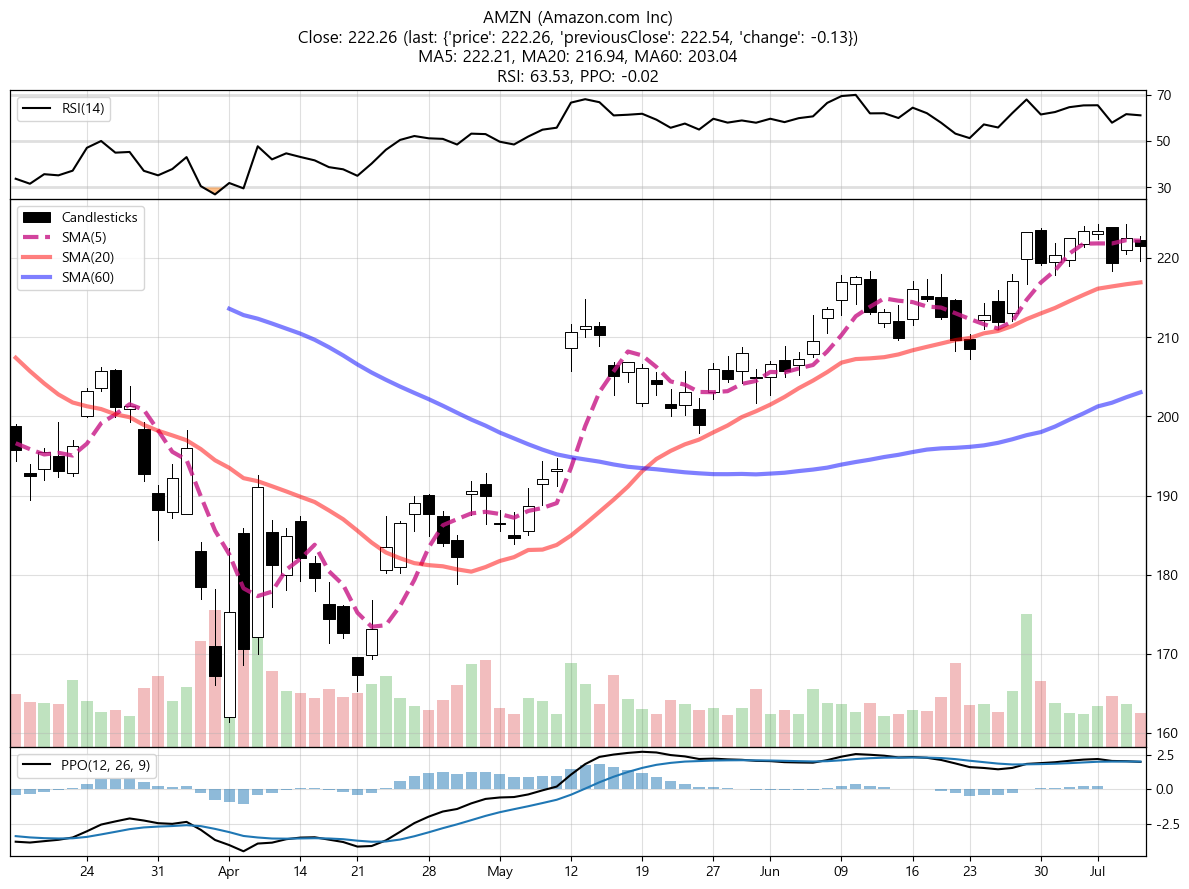 AMZN (Amazon.com Inc)
Close: 222.26 (last: {'price': 222.26, 'previousClose': 222.54, 'change': -0.13})
MA5: 222.21, MA20: 216.94, MA60: 203.04
RSI: 63.53, PPO: -0.02
RSI(14)
70
50
30
Candlesticks
SMA(5)
SMA(20)
SMA(60)
220
210
200
190
180
170
160
PPO(12, 26, 9)
2.5
0.0
−2.5
24 31 Apr 14 21 28 May 12 19 27 Jun 09 16 23 30 Jul